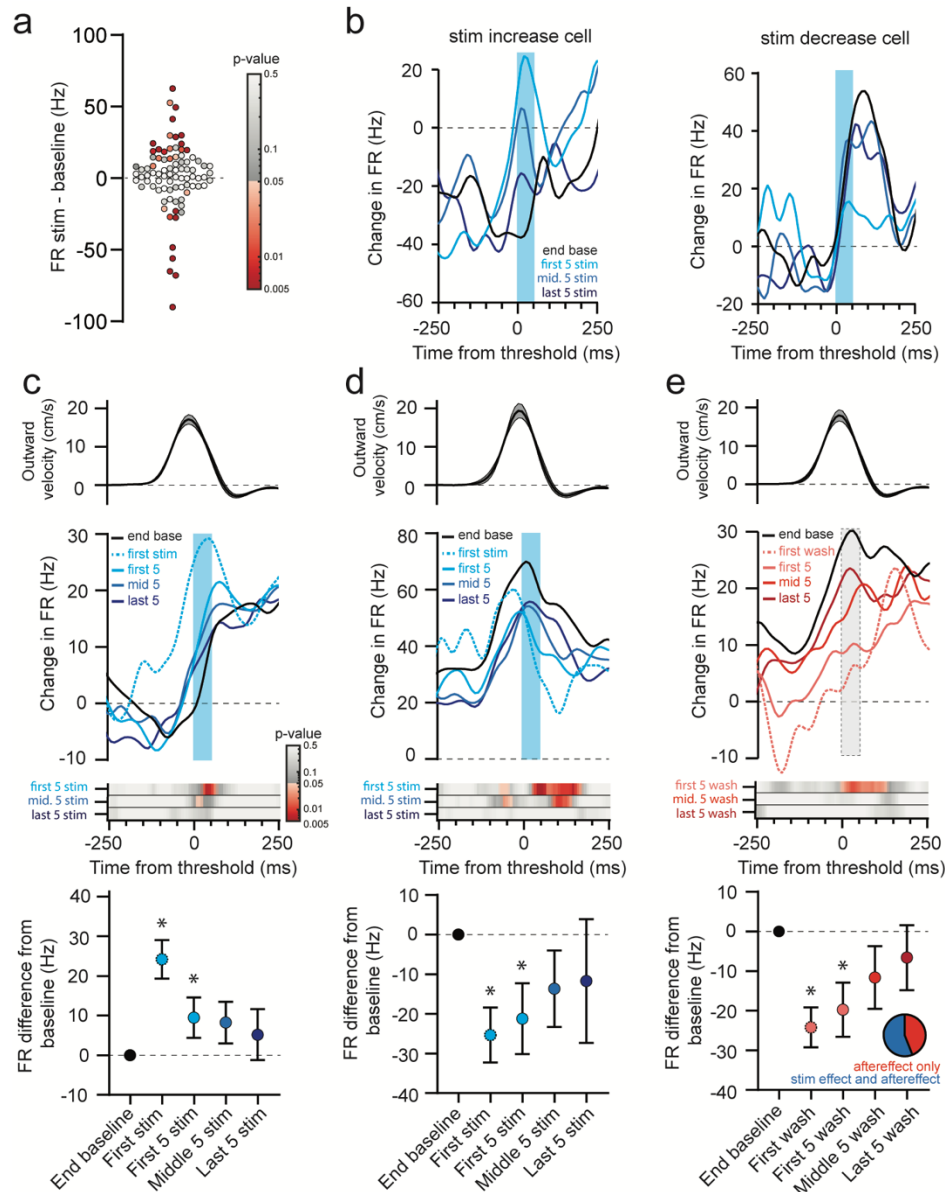 a
FR stim - baseline (Hz)
100
50
0
-50
-100
p-value
0.5
0.1
0.05
0.01
0.005
b
stim increase cell
Change in FR (Hz)
20
0
-20
-40
-60
end base
first 5 stim
mid. 5 stim
last 5 stim
-250 0 250
Time from threshold (ms)
stim decrease cell
Change in FR (Hz)
60
40
20
0
-20
-250 0 250
Time from threshold (ms)
c
Outward
velocity (cm/s)
20
10
0
Change in FR (Hz)
30
20
10
0
-10
end base
first stim
first 5
mid 5
last 5
p-value
0.5
0.1
0.05
0.01
0.005
first 5 stim
mid. 5 stim
last 5 stim
-250 0 250
Time from threshold (ms)
FR difference from
baseline (Hz)
40
30
20
10
0
-10
*
*
End baseline
First stim
First 5 stim
Middle 5 stim
Last 5 stim
d
Outward
velocity (cm/s)
20
10
0
Change in FR (Hz)
80
60
40
20
0
end base
first stim
first 5
mid 5
last 5
first 5 stim
mid. 5 stim
last 5 stim
-250 0 250
Time from threshold (ms)
FR difference from
baseline (Hz)
10
0
-10
-20
-30
-40
*
*
End baseline
First stim
First 5 stim
Middle 5 stim
Last 5 stim
e
Outward
velocity (cm/s)
20
10
0
Change in FR (Hz)
30
20
10
0
-10
end base
first wash
first 5
mid 5
last 5
first 5 wash
mid. 5 wash
last 5 wash
-250 0 250
Time from threshold (ms)
FR difference from
baseline (Hz)
10
0
-10
-20
-30
-40
*
*
aftereffect only
stim effect and aftereffect
End baseline
First wash
First 5 wash
Middle 5 wash
Last 5 wash